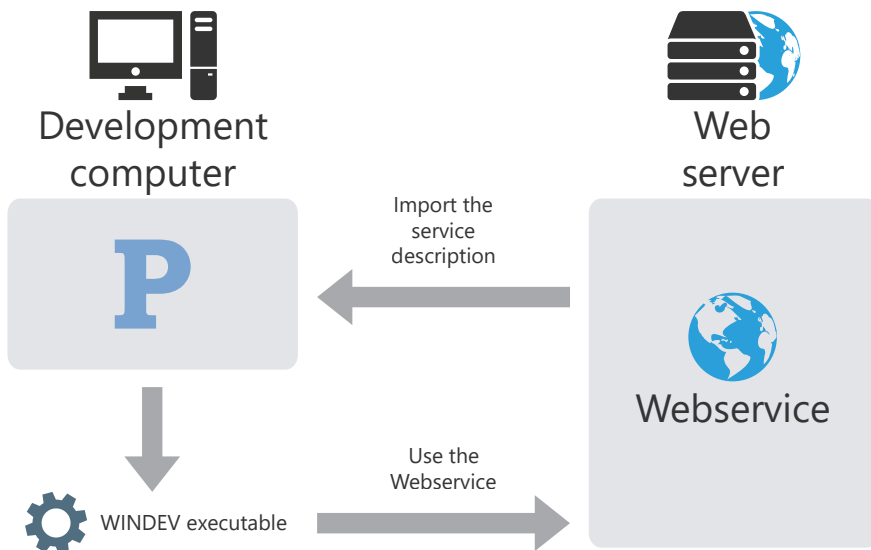 Development
computer
Web
server
Import the
service
description
P
Webservice
Use the
Webservice
WINDEV executable